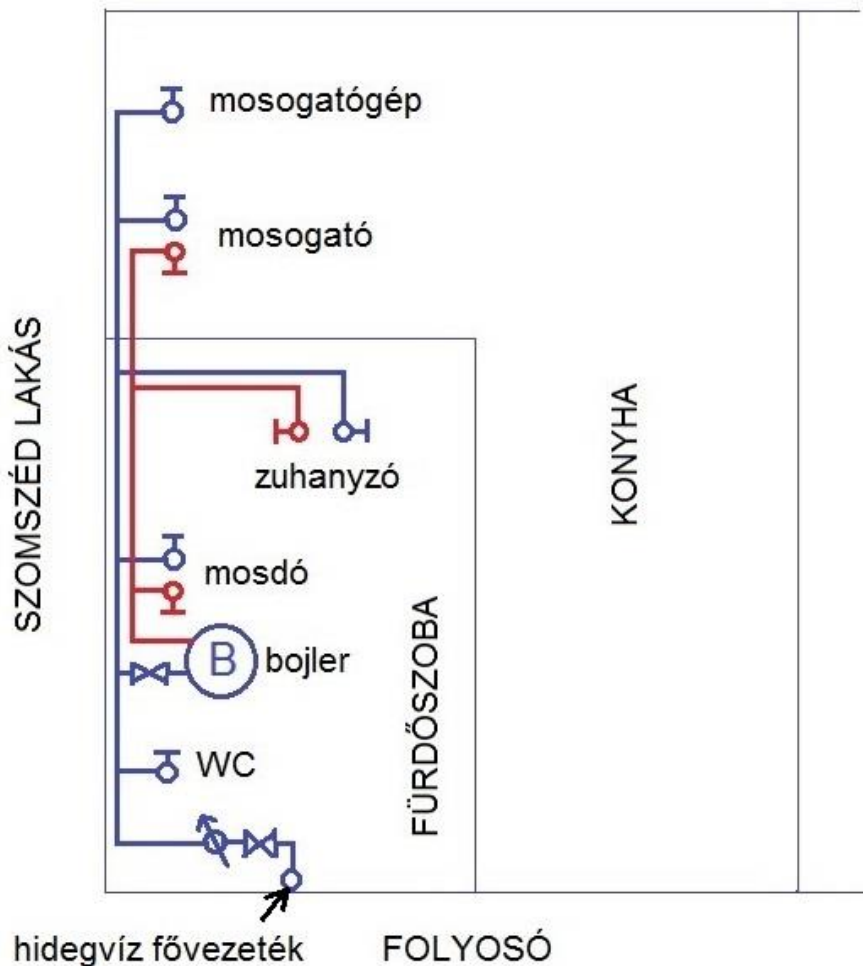 mosogatógép
mosogató
SZOMSZÉD LAKÁS
zuhanyzó
KONYHA
mosdó
B bojler
FÜRDŐSZOBA
WC
hidegvíz fővezeték
FOLYOSÓ